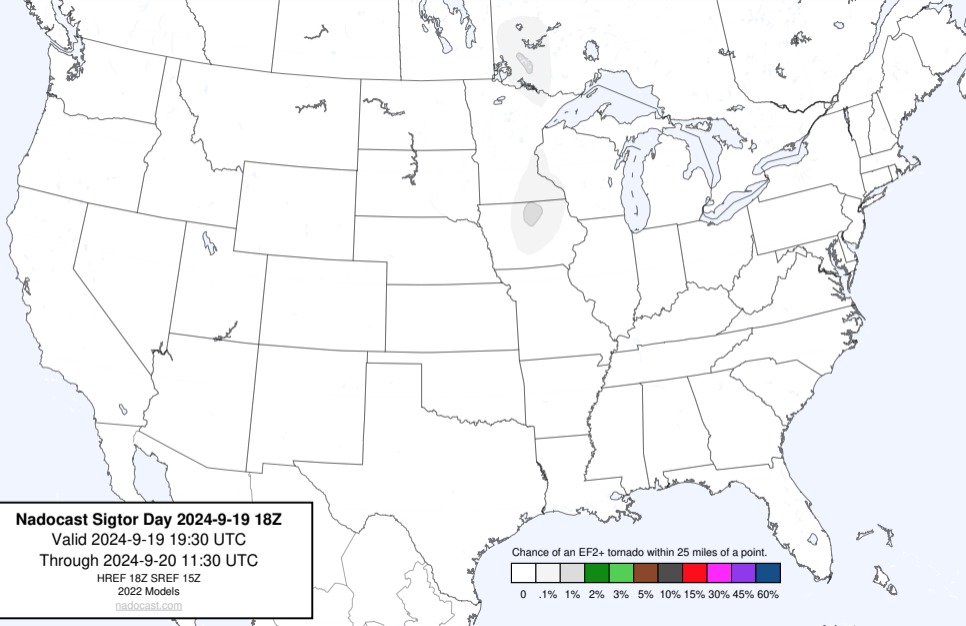 Nadocast Sigtor Day 2024-9-19 18Z
Valid 2024-9-19 19:30 UTC
Through 2024-9-20 11:30 UTC
HREF 18Z SREF 15Z
2022 Models
nadocast.com
Chance of an EF2+ tornado within 25 miles of a point.
0 .1% 1% 2% 3% 5% 10% 15% 30% 45% 60%